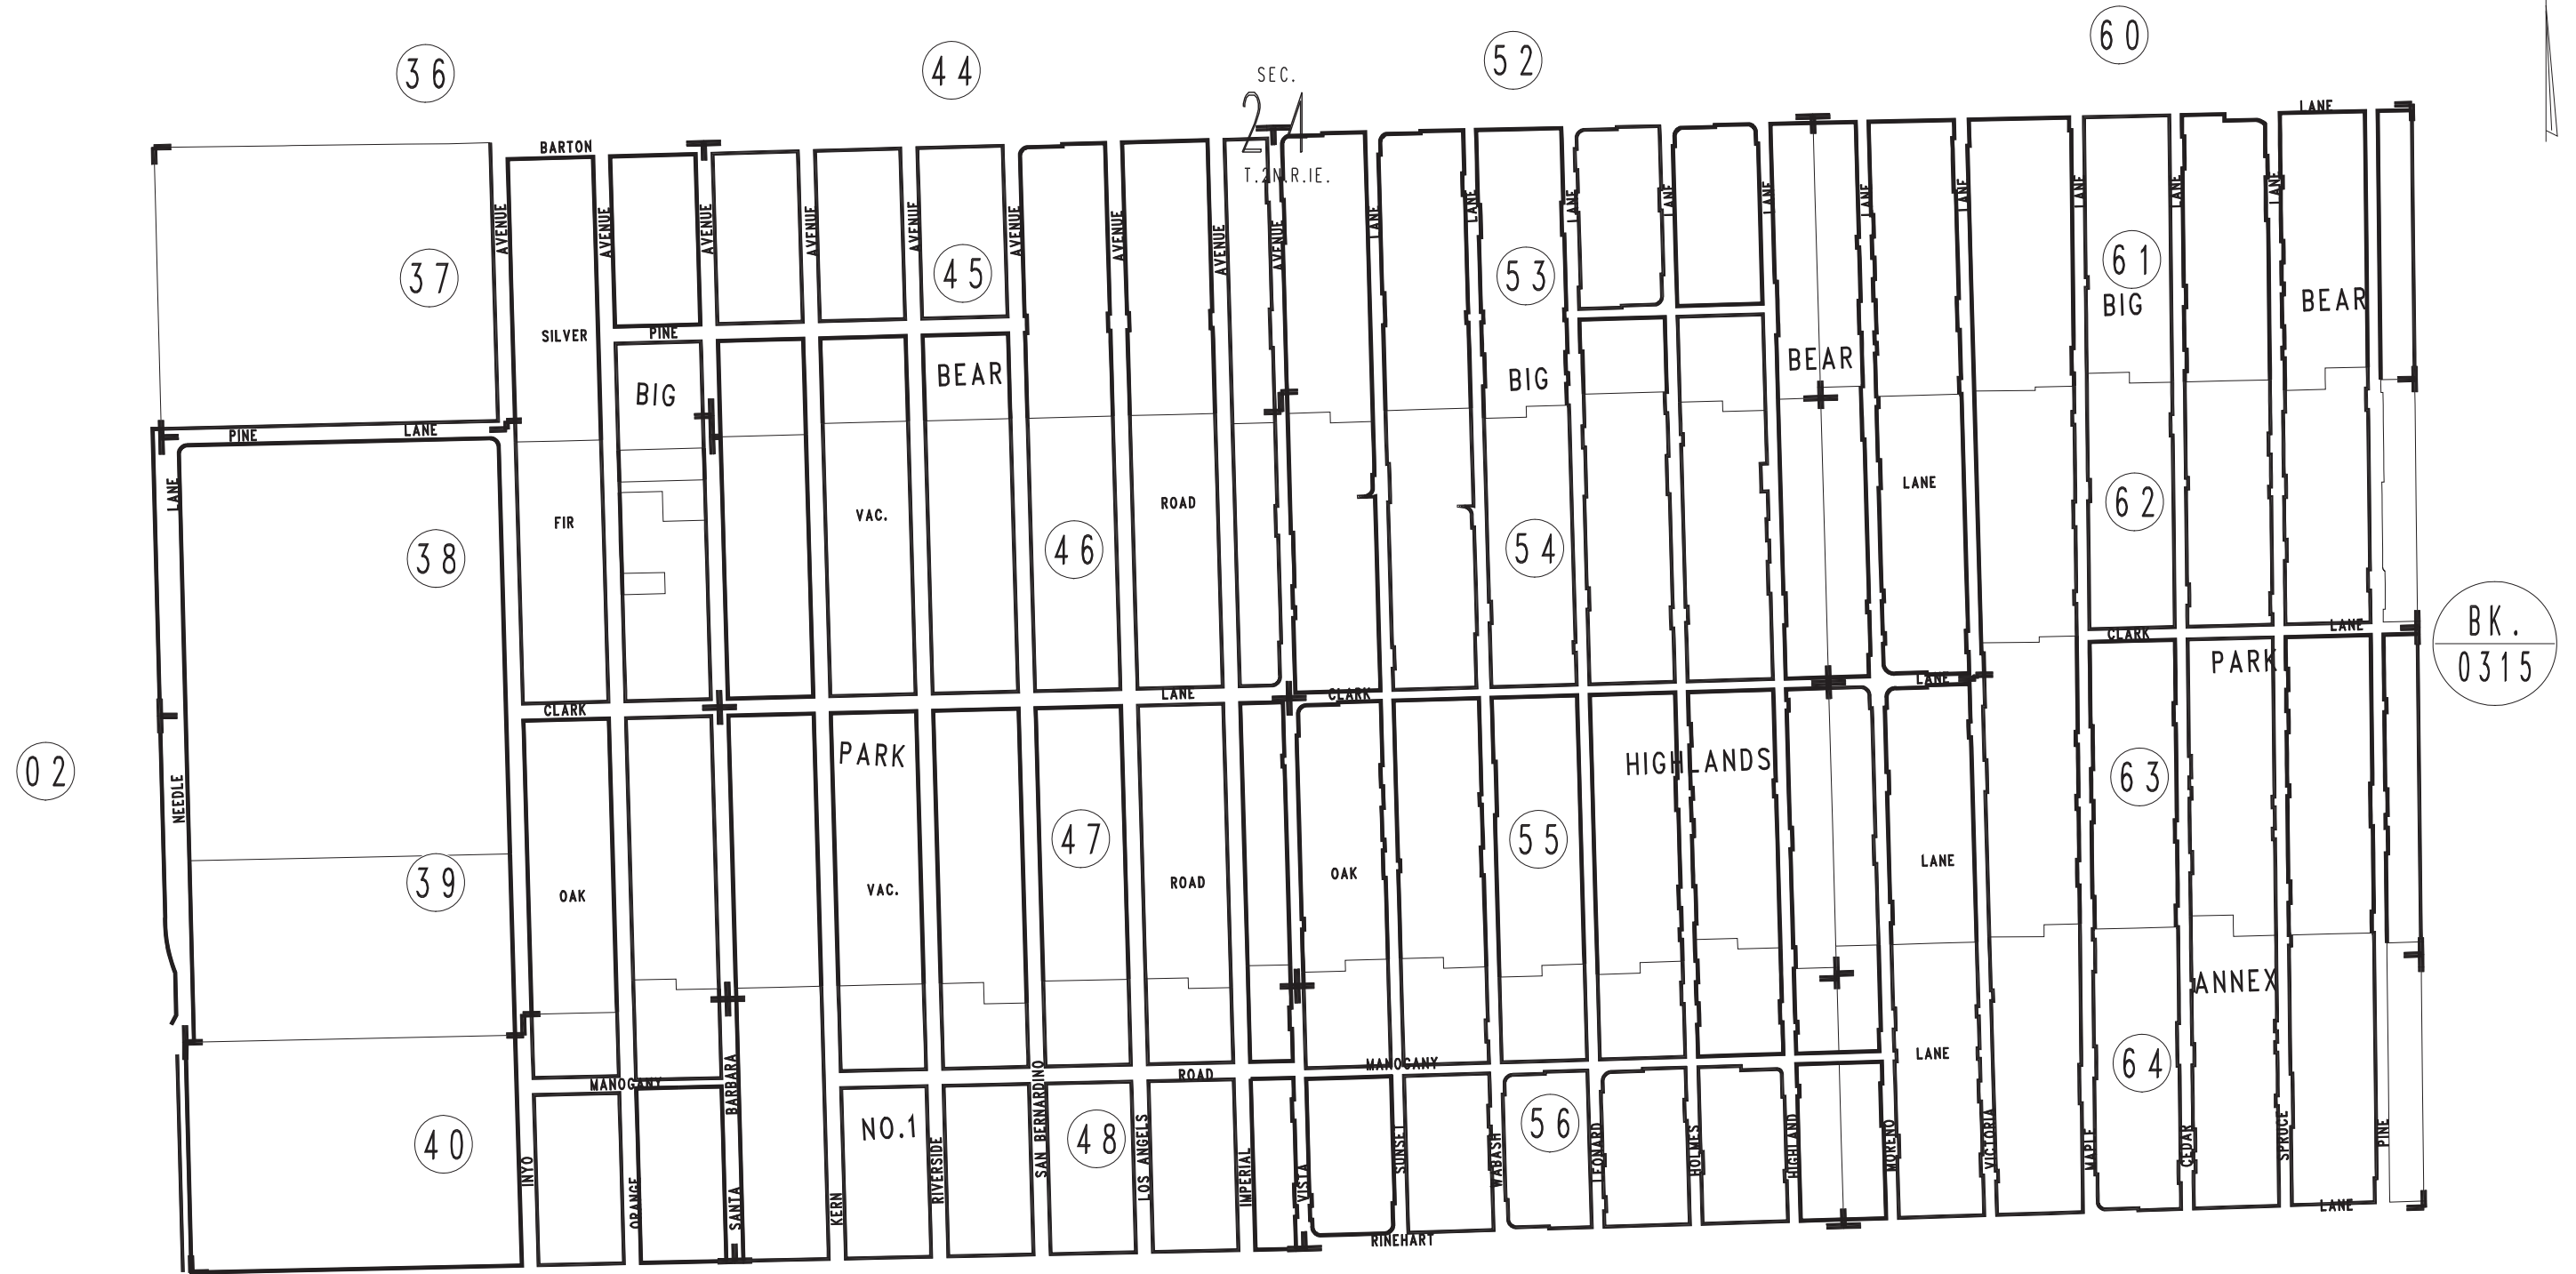 36
44
52
60
SEC.
24
T.2N.R.IE.
BARTON
LANE
AVENUE
AVENUE
AVENUE
AVENUE
AVENUE
AVENUE
AVENUE
AVENUE
AVENUE
LANE
LANE
LANE
LANE
LANE
LANE
LANE
LANE
LANE
LANE
37
45
53
61
SILVER
PINE
BIG
BEAR
BIG
BEAR
BIG
BEAR
PINE
LANE
LANE
FIR
VAC.
ROAD
LANE
38
46
54
62
CLARK
LANE
CLARK
LANE
CLARK
LANE
BK.
0315
02
NEEDLE
PARK
HIGHLANDS
PARK
39
47
55
63
OAK
VAC.
ROAD
OAK
LANE
ANNEX
MANOGANY
ROAD
MANOGANY
LANE
40
NO.1
48
56
64
INYO
ORANGE
SANTA BARBARA
KERN
RIVERSIDE
SAN BERNARDINO
LOS ANGELS
IMPERIAL
VISTA
SUNSET
WABASH
LEONARD
HOLMES
HIGHLAND
MORENO
VICTORIA
MAPLE
CEDAR
SPRUCE
PINE
RINEHART
LANE